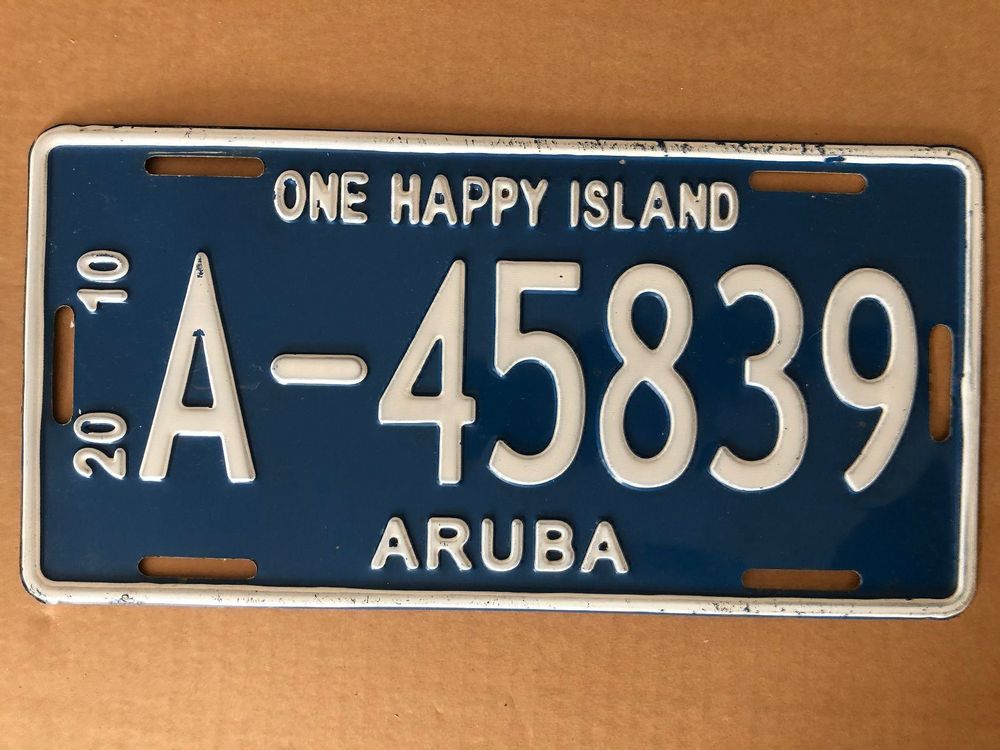 ONE HAPPY ISLAND
20 10
A-45839
ARUBA